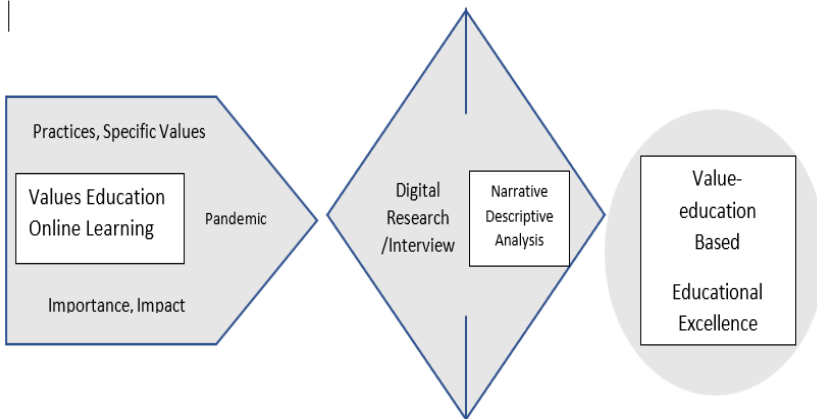 Practices, Specific Values
Values Education
Online Learning
Pandemic
Importance, Impact
Digital
Research
/Interview
Narrative
Descriptive
Analysis
Value-
education
Based
Educational
Excellence